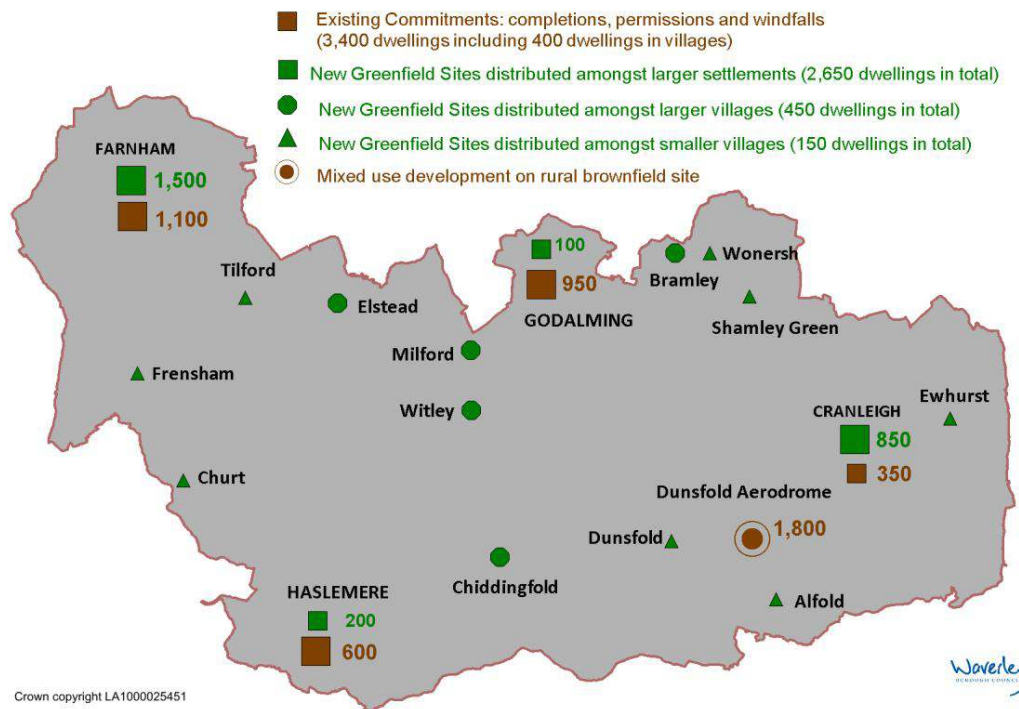 Existing Commitments: completions, permissions and windfalls
(3,400 dwellings including 400 dwellings in villages)
New Greenfield Sites distributed amongst larger settlements (2,650 dwellings in total)
New Greenfield Sites distributed amongst larger villages (450 dwellings in total)
New Greenfield Sites distributed amongst smaller villages (150 dwellings in total)
Mixed use development on rural brownfield site
FARNHAM
1,500
1,100
Tilford
Elstead
100
950
GODALMING
Bramley
Wonersh
Shamley Green
Milford
Frensham
Witley
Ewhurst
CRANLEIGH
850
350
Churt
Dunsfold Aerodrome
1,800
Dunsfold
Chiddingfold
Alfold
HASLEMERE
200
600
Crown copyright LA1000025451
Waverle
BOROUGH COUNC